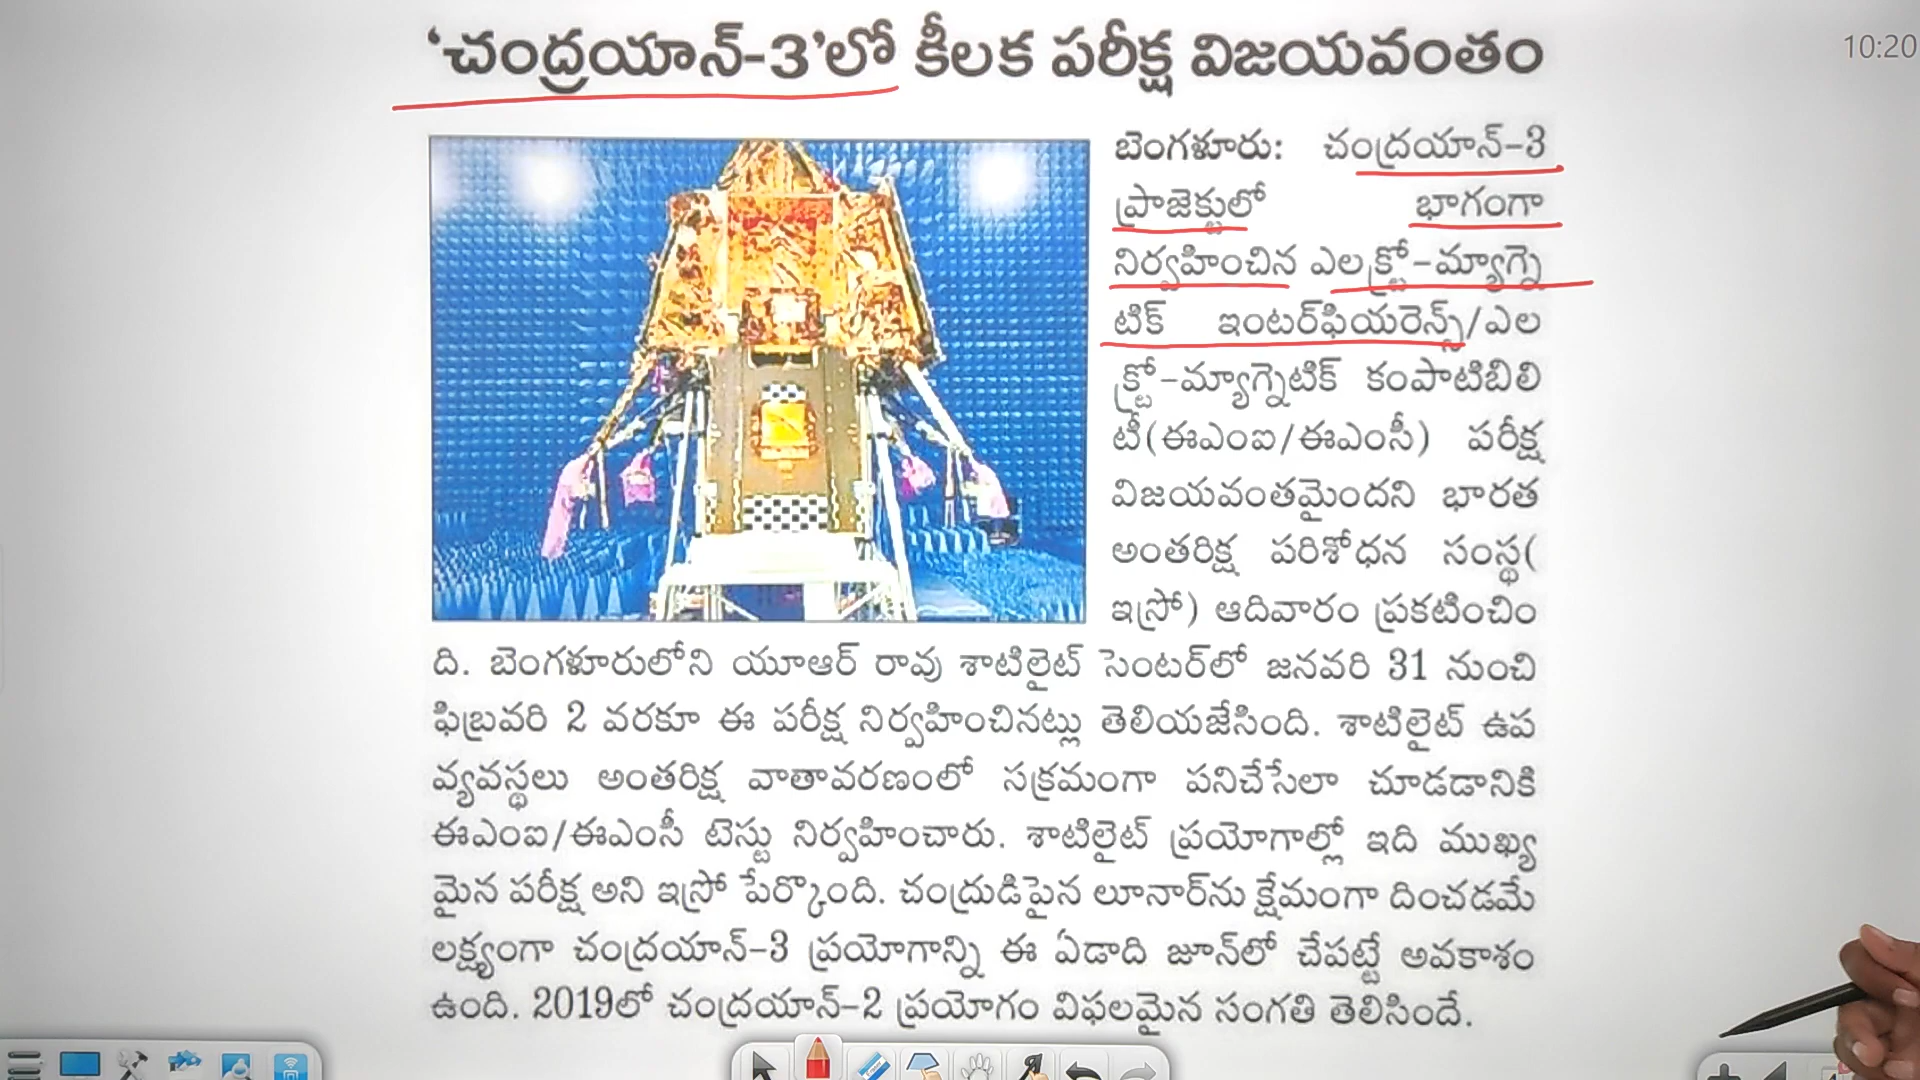 ‘చంద్రయాన్-3’లో కీలక పరీక్ష విజయవంతం
10:20
బెంగళూరు: చంద్రయాన్-3
ప్రాజెక్టులో భాగంగా
నిర్వహించిన ఎలక్ట్రో-మ్యాగ్నె
టిక్ ఇంటర్‌ఫియరెన్స్/ఎల
క్ట్రో-మ్యాగ్నెటిక్ కంపాటిబిలి
టీ(ఈఎంఐ/ఈఎంసీ) పరీక్ష
విజయవంతమైందని భారత
అంతరిక్ష పరిశోధన సంస్థ(
ఇస్రో) ఆదివారం ప్రకటించిం
ది. బెంగళూరులోని యూఆర్ రావు శాటిలైట్ సెంటర్‌లో జనవరి 31 నుంచి
ఫిబ్రవరి 2 వరకూ ఈ పరీక్ష నిర్వహించినట్లు తెలియజేసింది. శాటిలైట్ ఉప
వ్యవస్థలు అంతరిక్ష వాతావరణంలో సక్రమంగా పనిచేసేలా చూడడానికి
ఈఎంఐ/ఈఎంసీ టెస్టు నిర్వహించారు. శాటిలైట్ ప్రయోగాల్లో ఇది ముఖ్య
మైన పరీక్ష అని ఇస్రో పేర్కొంది. చంద్రుడిపైన లూనార్‌ను క్షేమంగా దించడమే
లక్ష్యంగా చంద్రయాన్-3 ప్రయోగాన్ని ఈ ఏడాది జూన్‌లో చేపట్టే అవకాశం
ఉంది. 2019లో చంద్రయాన్-2 ప్రయోగం విఫలమైన సంగతి తెలిసిందే.